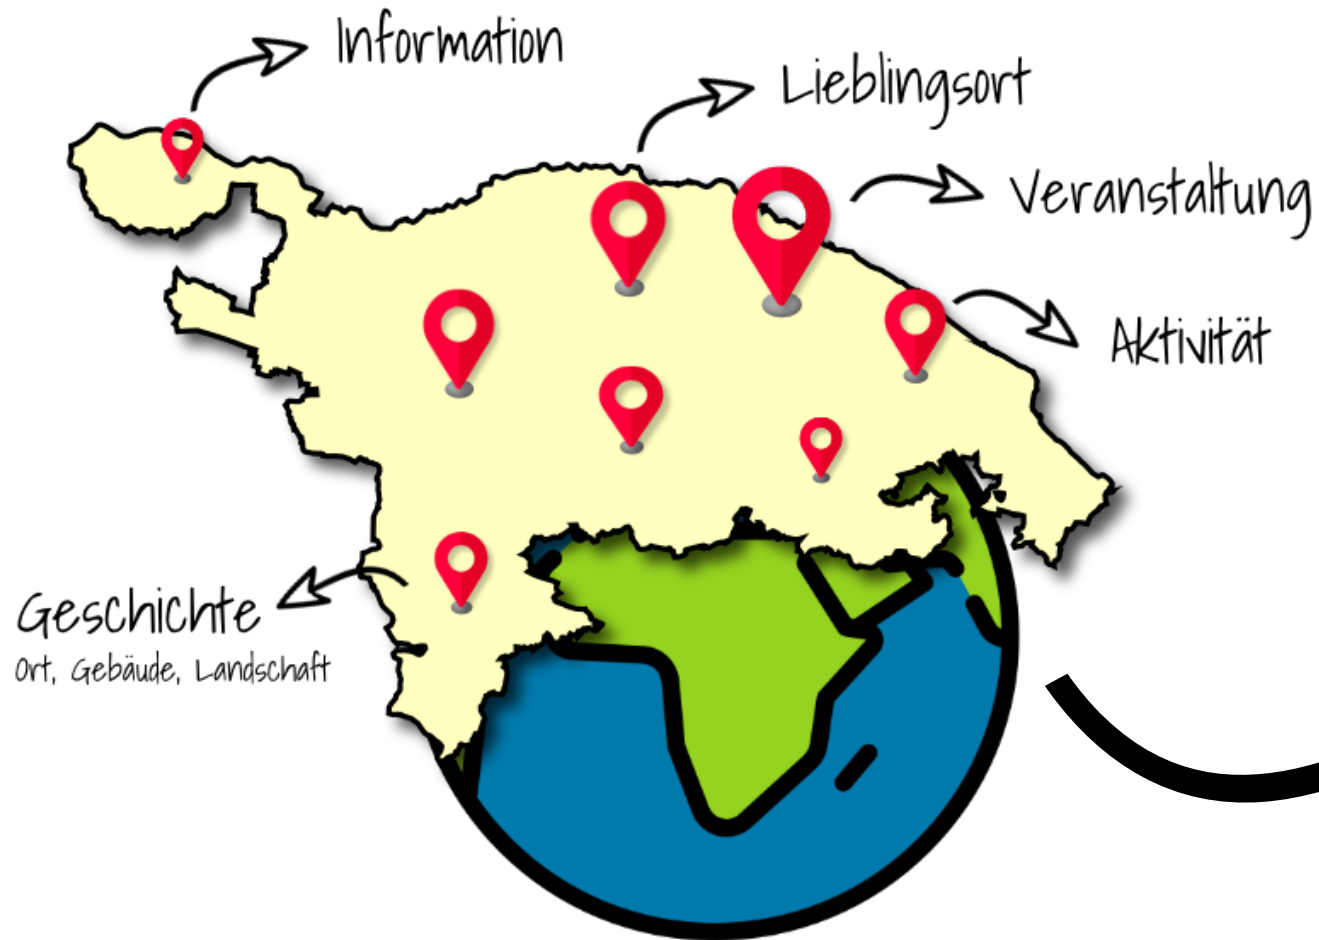 Information
Lieblingsort
Veranstaltung
Aktivität
Geschichte
Ort, Gebäude, Landschaft